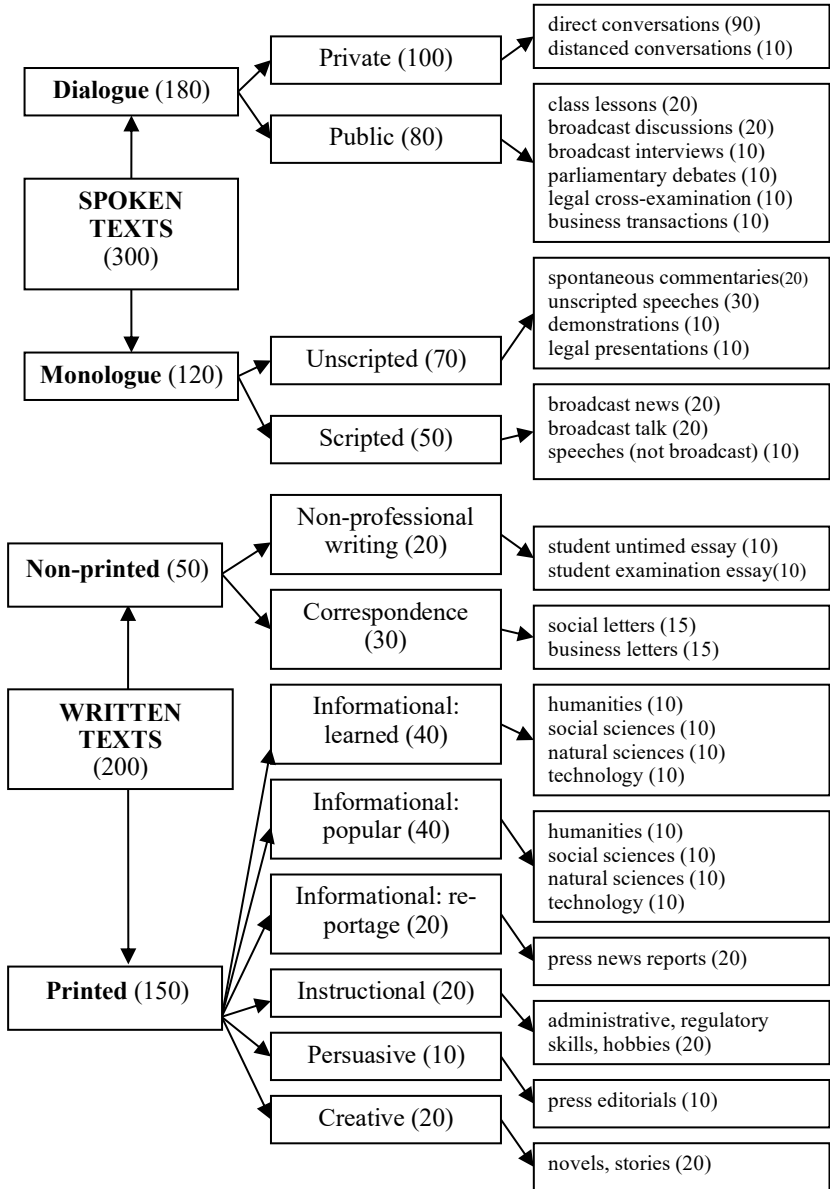 direct conversations (90)
distanced conversations (10)
Private (100)
Dialogue (180)
Public (80)
class lessons (20)
broadcast discussions (20)
broadcast interviews (10)
parliamentary debates (10)
legal cross-examination (10)
business transactions (10)
SPOKEN
TEXTS
(300)
spontaneous commentaries(20)
unscripted speeches (30)
demonstrations (10)
legal presentations (10)
Unscripted (70)
Monologue (120)
Scripted (50)
broadcast news (20)
broadcast talk (20)
speeches (not broadcast) (10)
Non-professional
writing (20)
Non-printed (50)
student untimed essay (10)
student examination essay(10)
Correspondence
(30)
social letters (15)
business letters (15)
WRITTEN
TEXTS
(200)
Informational:
learned (40)
humanities (10)
social sciences (10)
natural sciences (10)
technology (10)
Informational:
popular (40)
humanities (10)
social sciences (10)
natural sciences (10)
technology (10)
Informational: re-
portage (20)
press news reports (20)
Printed (150)
Instructional (20)
administrative, regulatory
skills, hobbies (20)
Persuasive (10)
press editorials (10)
Creative (20)
novels, stories (20)